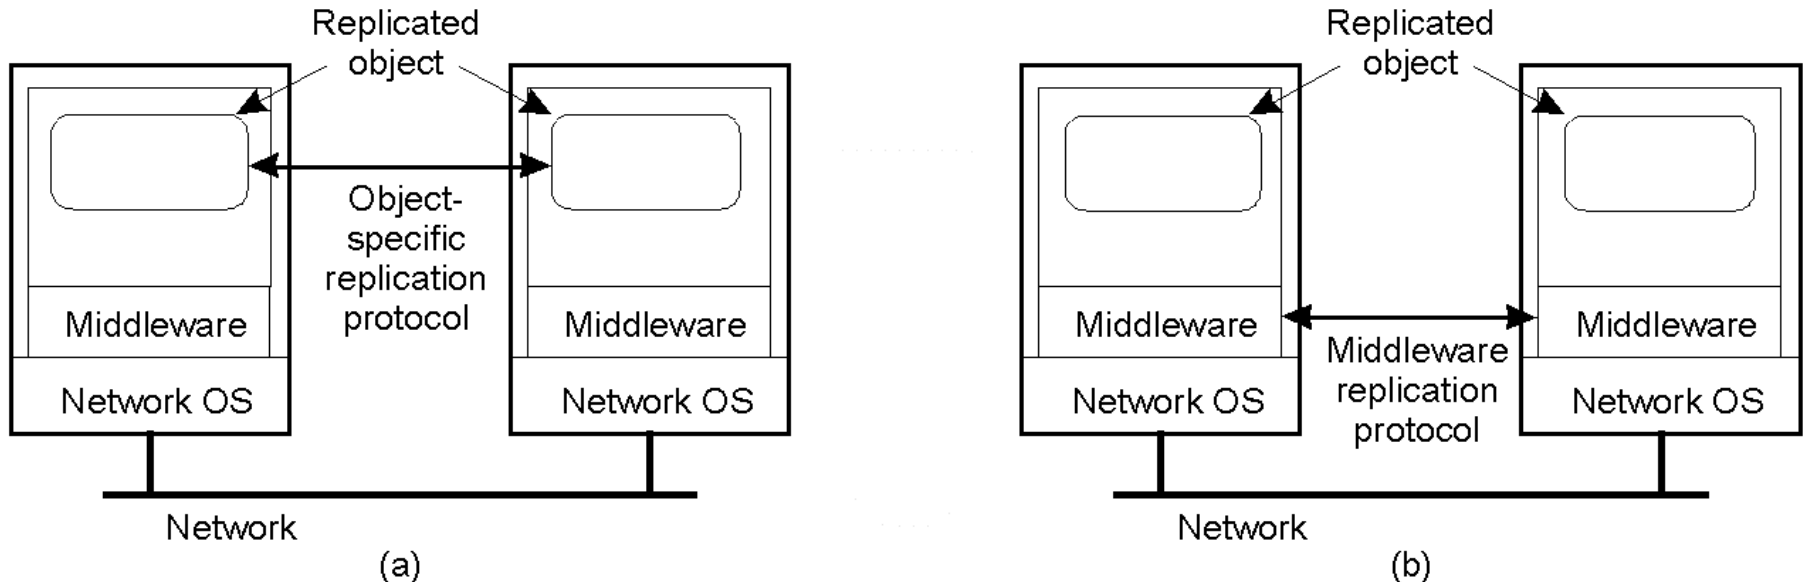 Replicated
object
Object-
specific
replication
protocol
Middleware
Middleware
Network OS
Network OS
Network
(a)
Replicated
object
Middleware
Middleware
Middleware
replication
protocol
Network OS
Network OS
Network
(b)